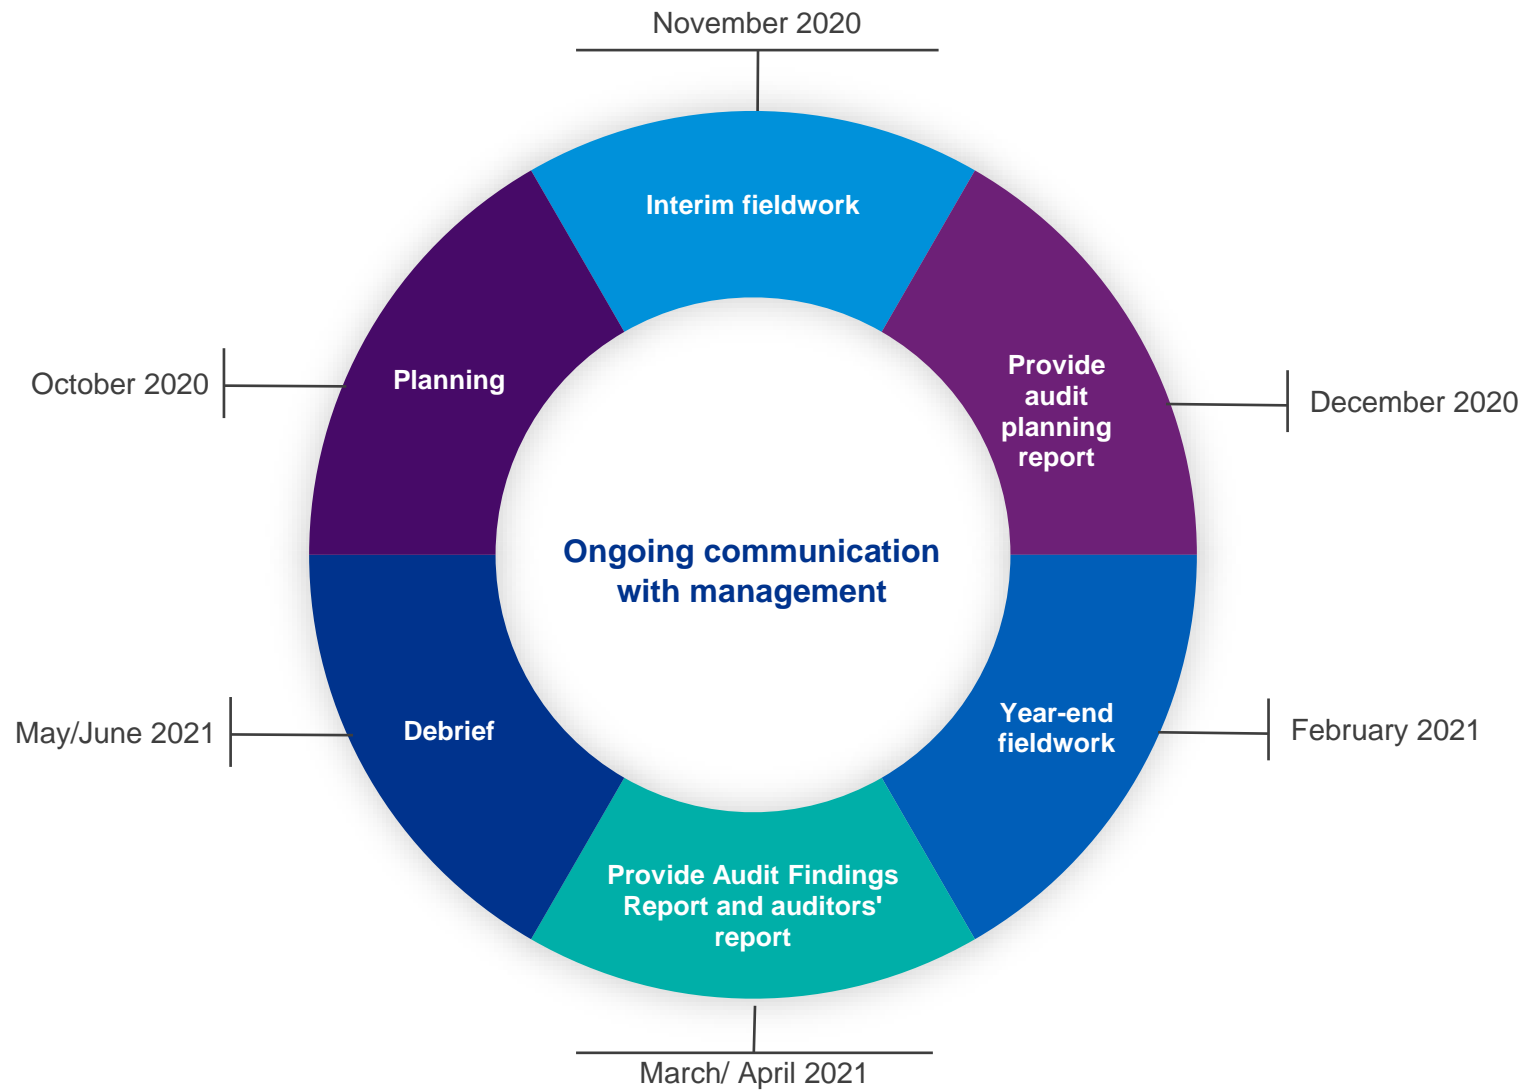 November 2020
Interim fieldwork
Provide
audit
planning
report
December 2020
Planning
October 2020
Ongoing communication
with management
Year-end
fieldwork
February 2021
Debrief
May/June 2021
Provide Audit Findings
Report and auditors'
report
March/ April 2021